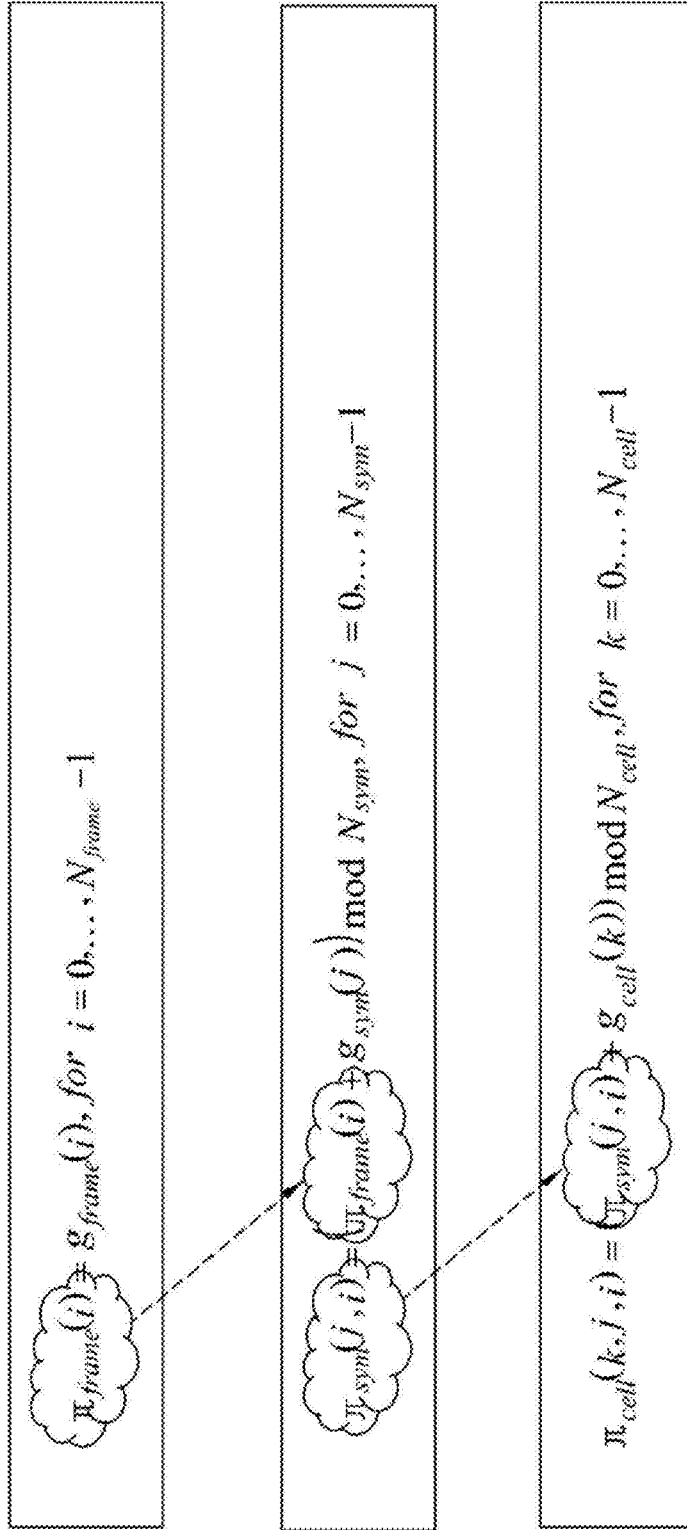 π_frame(i) = g_frame(i), for i = 0,..., N_frame −1
π_sym(j,i) = (π_frame(i) + g_sym(j)) mod N_sym, for j = 0,..., N_sym −1
π_cell(k,j,i) = (π_sym(j,i) + g_cell(k)) mod N_cell, for k = 0,..., N_cell −1